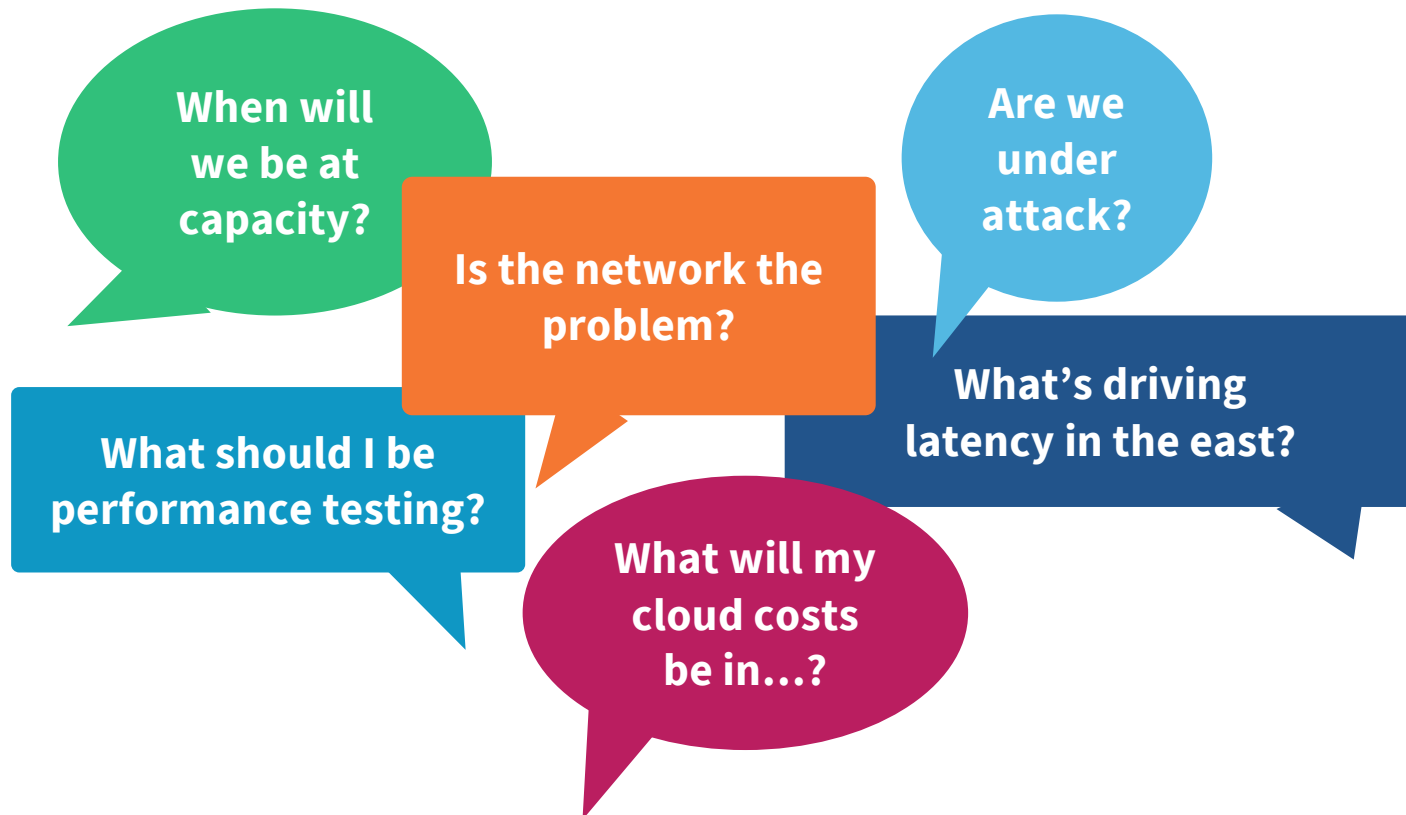 When will
we be at
capacity?
Are we
under
attack?
Is the network the
problem?
What’s driving
latency in the east?
What should I be
performance testing?
What will my
cloud costs
be in…?